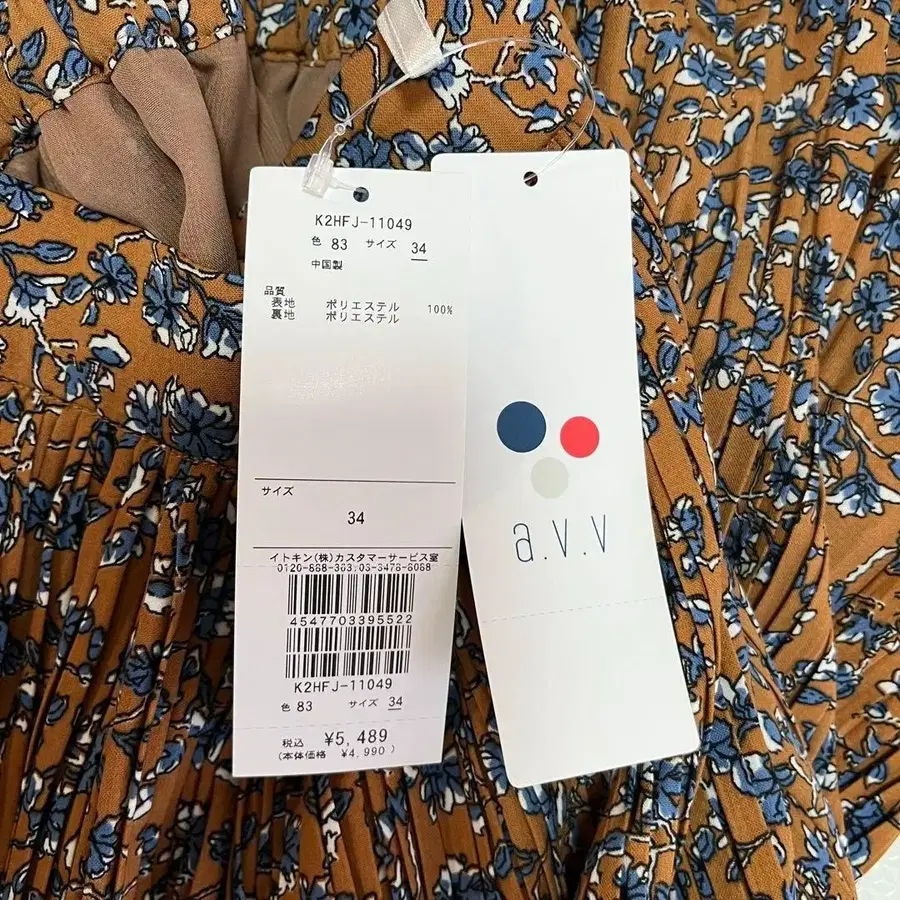 K2HFJ-11049
色 83 サイズ 34
中国製
品質
表地 ポリエステル 100%
裏地 ポリエステル
サイズ
34
イトキン(株)カスタマーサービス室
0120-888-363:03-3478-8088
4547703395522
K2HFJ-11049
色 83 サイズ 34
税込 ¥5,489
(本体価格 ¥4,990)
a.v.v